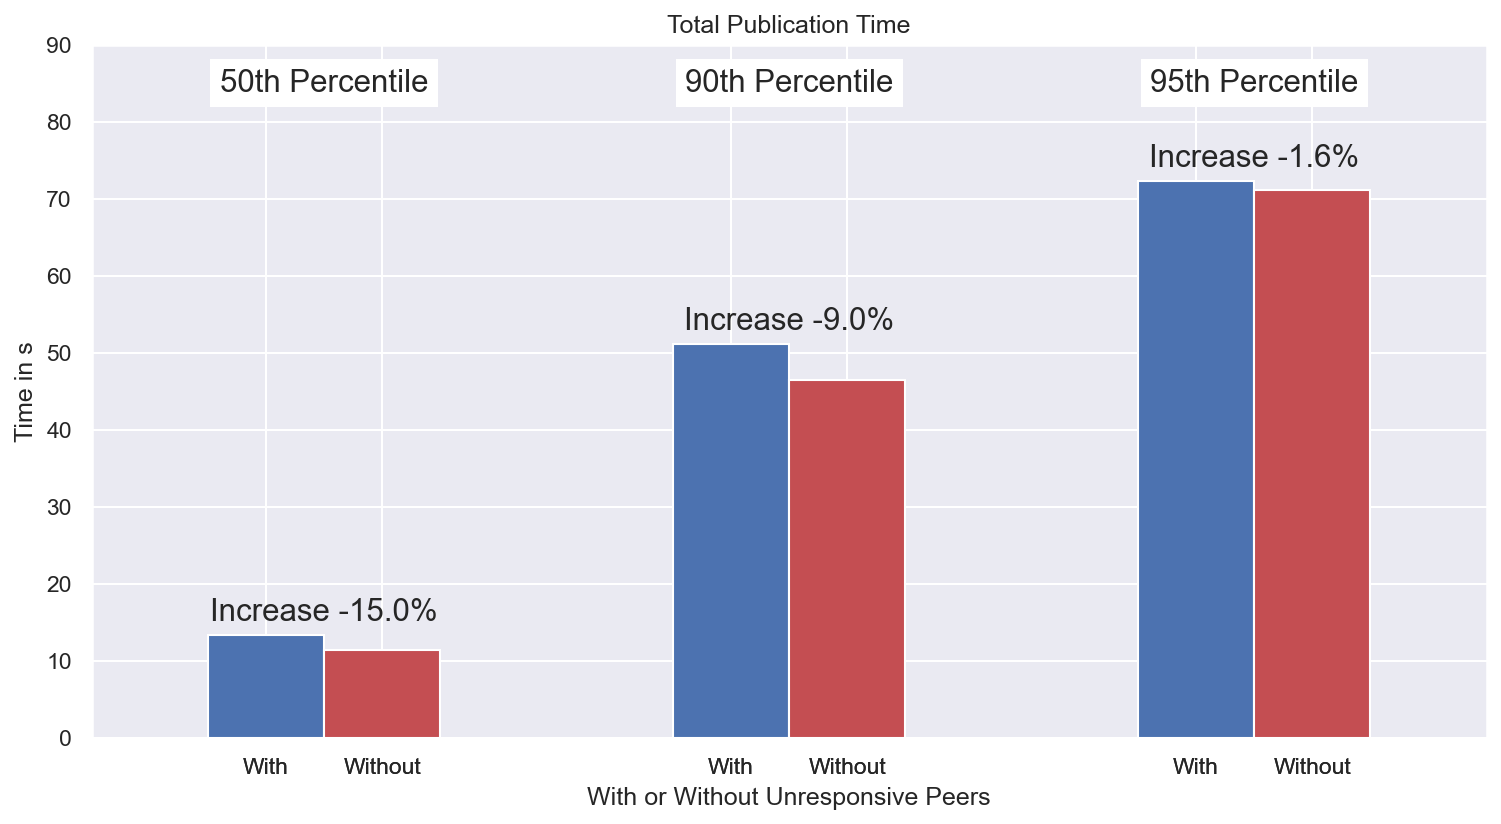 Total Publication Time
90
80
70
60
50
40
30
20
10
0
Time in s
50th Percentile
90th Percentile
95th Percentile
Increase -15.0%
Increase -9.0%
Increase -1.6%
With Without With Without With Without
With or Without Unresponsive Peers